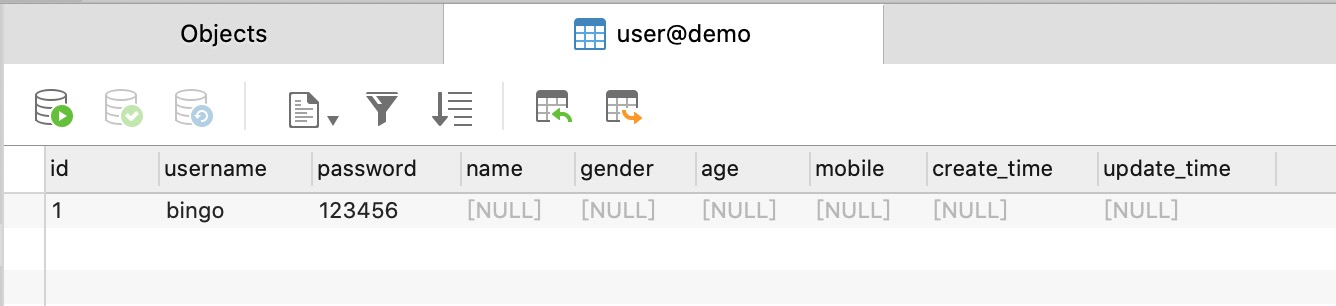 Objects user@demo
id username password name gender age mobile create_time update_time
1 bingo 123456 [NULL] [NULL] [NULL] [NULL] [NULL] [NULL]